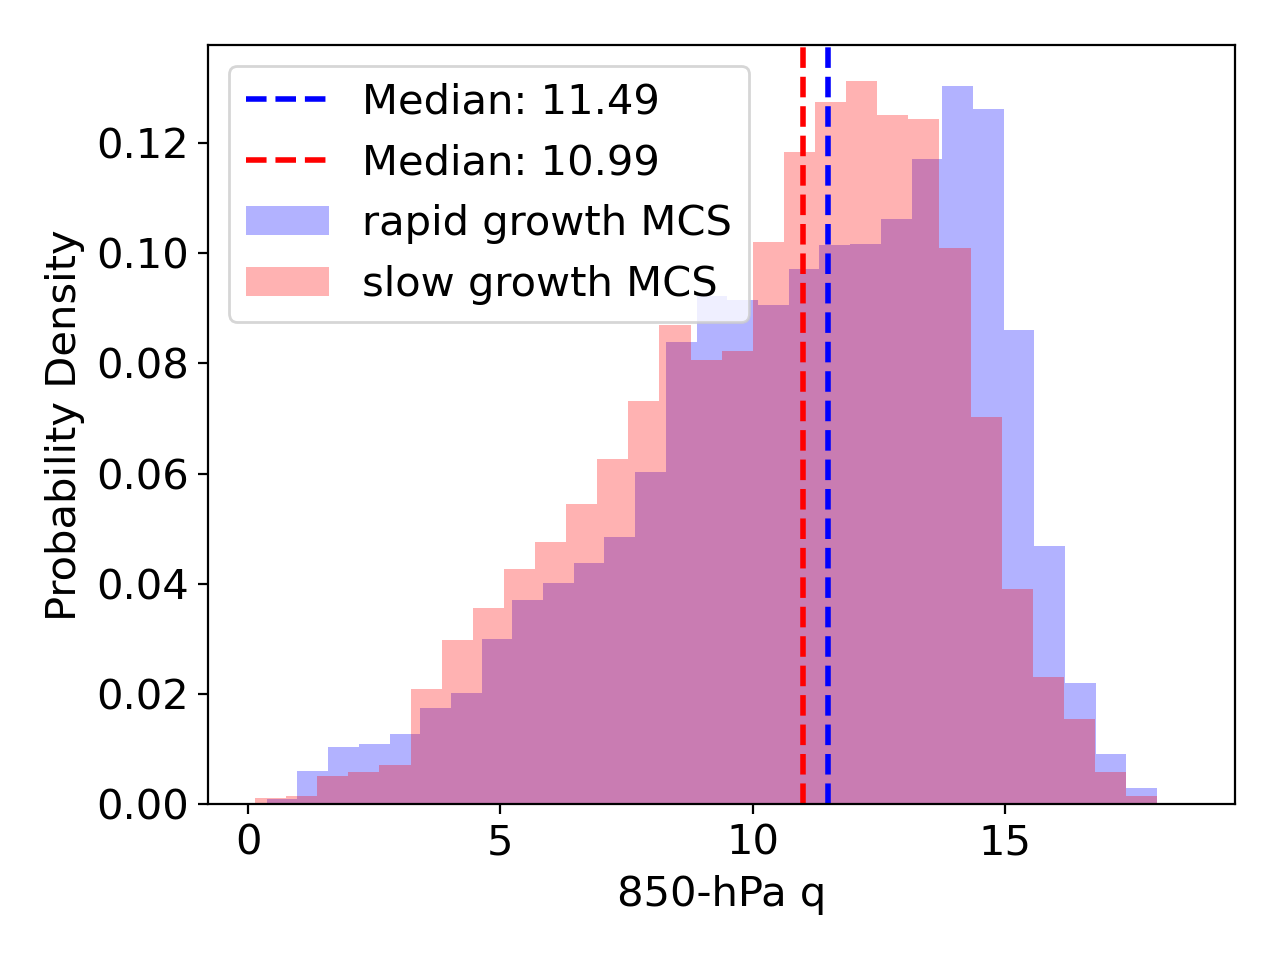 Median: 11.49
Median: 10.99
rapid growth MCS
slow growth MCS
0.12
0.10
0.08
0.06
0.04
0.02
0.00
Probability Density
0 5 10 15
850-hPa q